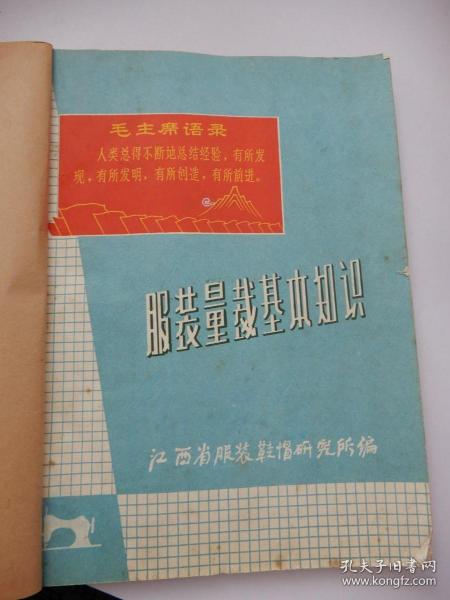 毛主席语录
人类总得不断地总结经验，有所发
现，有所发明，有所创造，有所前进。
服装量裁基本知识
江西省服装鞋帽研究所编
孔夫子旧书网
www.kongfz.com